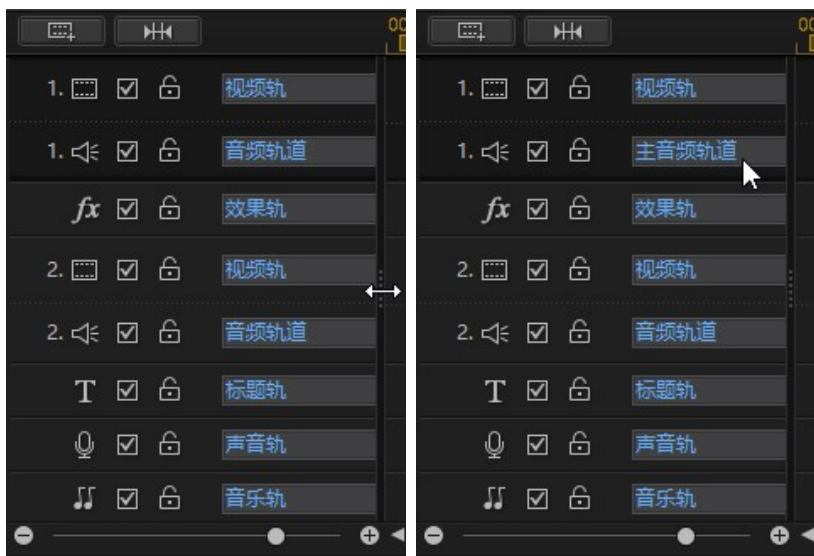 00
1. 视频轨
1. 音频轨道
fx 效果轨
2. 视频轨
2. 音频轨道
T 标题轨
声音轨
音乐轨
00
1. 视频轨
1. 主音频轨道
fx 效果轨
2. 视频轨
2. 音频轨道
T 标题轨
声音轨
音乐轨